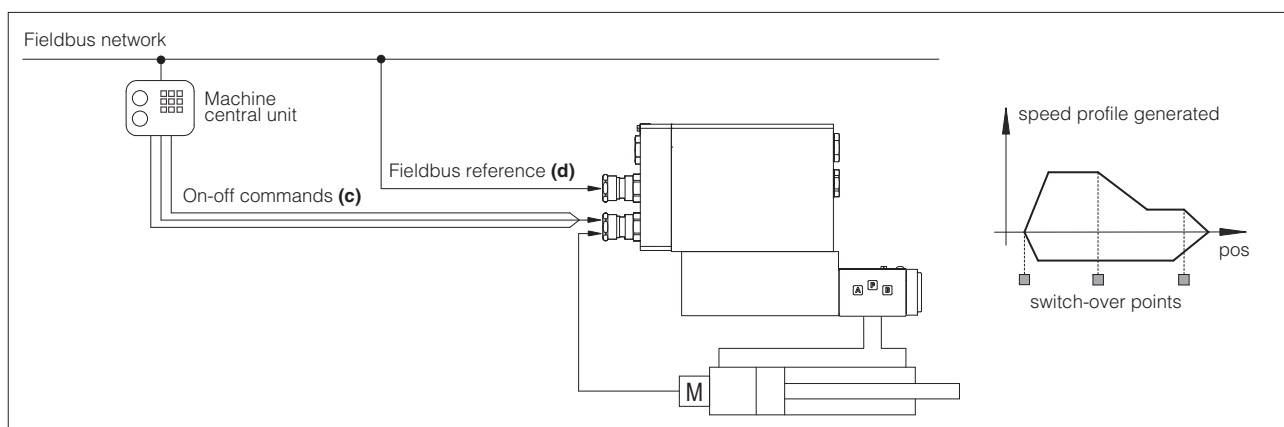 Fieldbus network
Machine
central unit
Fieldbus reference (d)
On-off commands (c)
speed profile generated
pos
switch-over points
A P B
M